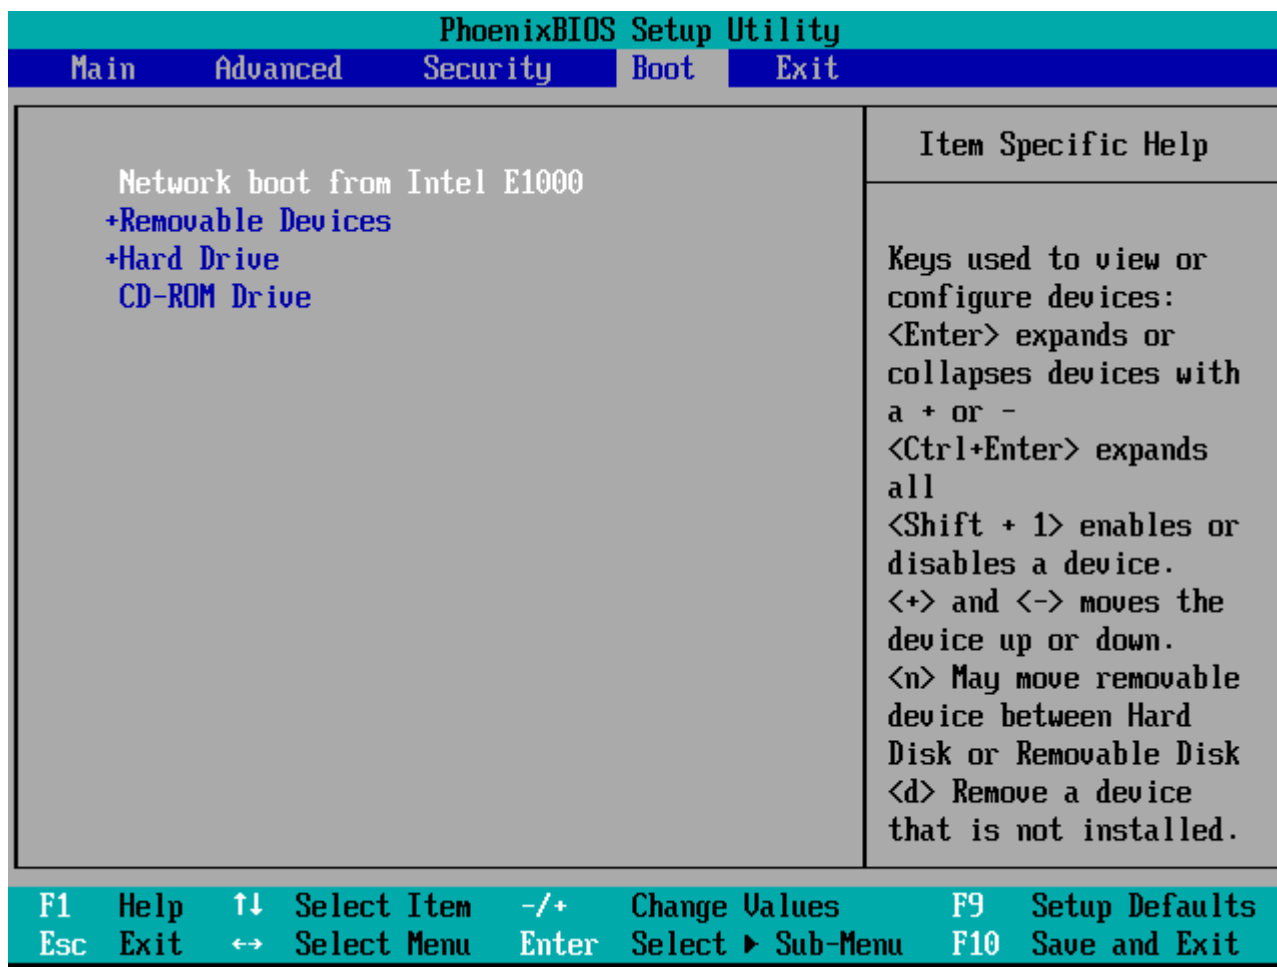 PhoenixBIOS Setup Utility
Main Advanced Security Boot Exit
Network boot from Intel E1000
+Removable Devices
+Hard Drive
CD-ROM Drive
Item Specific Help
Keys used to view or
configure devices:
<Enter> expands or
collapses devices with
a + or -
<Ctrl+Enter> expands
all
<Shift + 1> enables or
disables a device.
<+> and <-> moves the
device up or down.
<n> May move removable
device between Hard
Disk or Removable Disk
<d> Remove a device
that is not installed.
F1 Help ↑↓ Select Item -/+ Change Values F9 Setup Defaults
Esc Exit ↔ Select Menu Enter Select ▶ Sub-Menu F10 Save and Exit